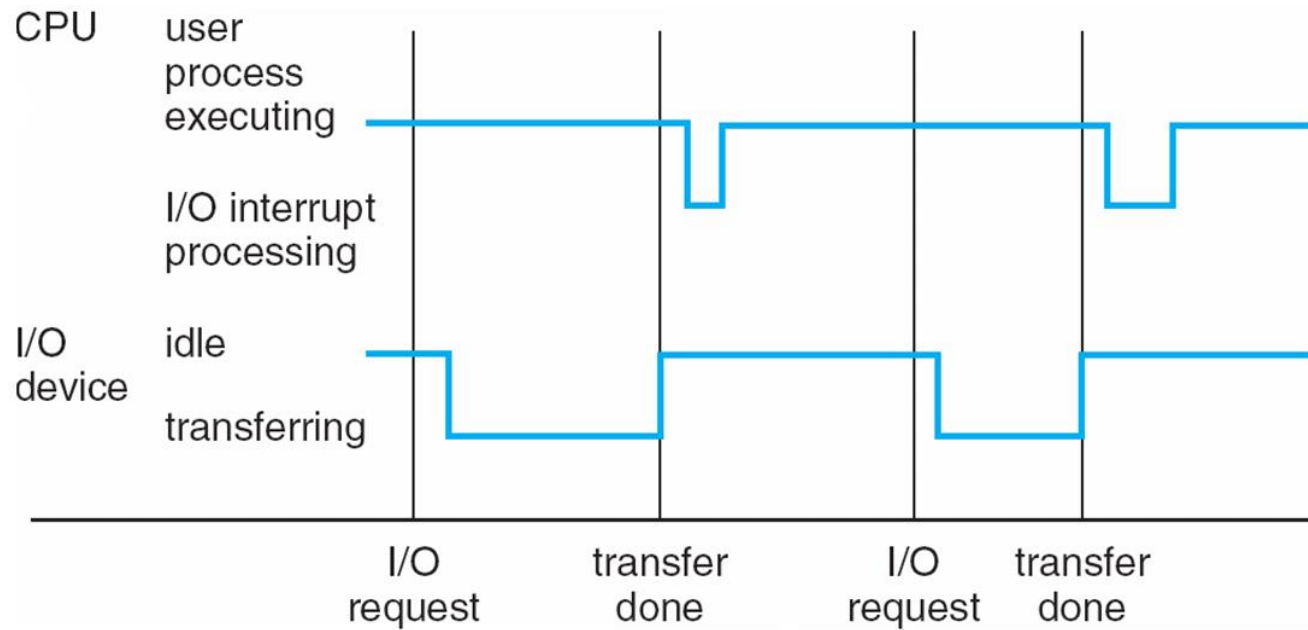 CPU
user
process
executing
I/O interrupt
processing
I/O
device
idle
transferring
I/O
request
transfer
done
I/O
request
transfer
done